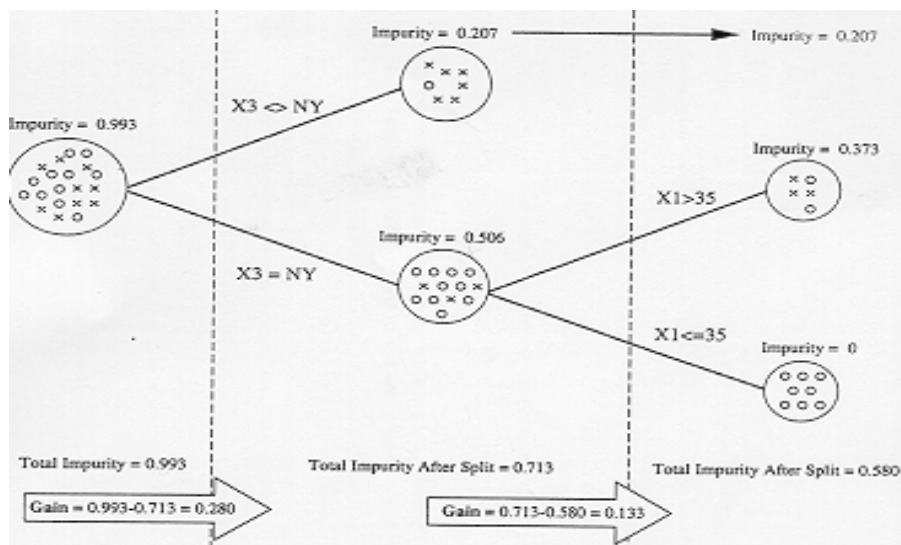 Impurity = 0.207
Impurity = 0.207
X3 <> NY
Impurity = 0.993
Impurity = 0.373
X1>35
Impurity = 0.506
X3 = NY
X1<=35
Impurity = 0
Total Impurity = 0.993
Total Impurity After Split = 0.713
Total Impurity After Split = 0.580
Gain = 0.993-0.713 = 0.280
Gain = 0.713-0.580 = 0.133